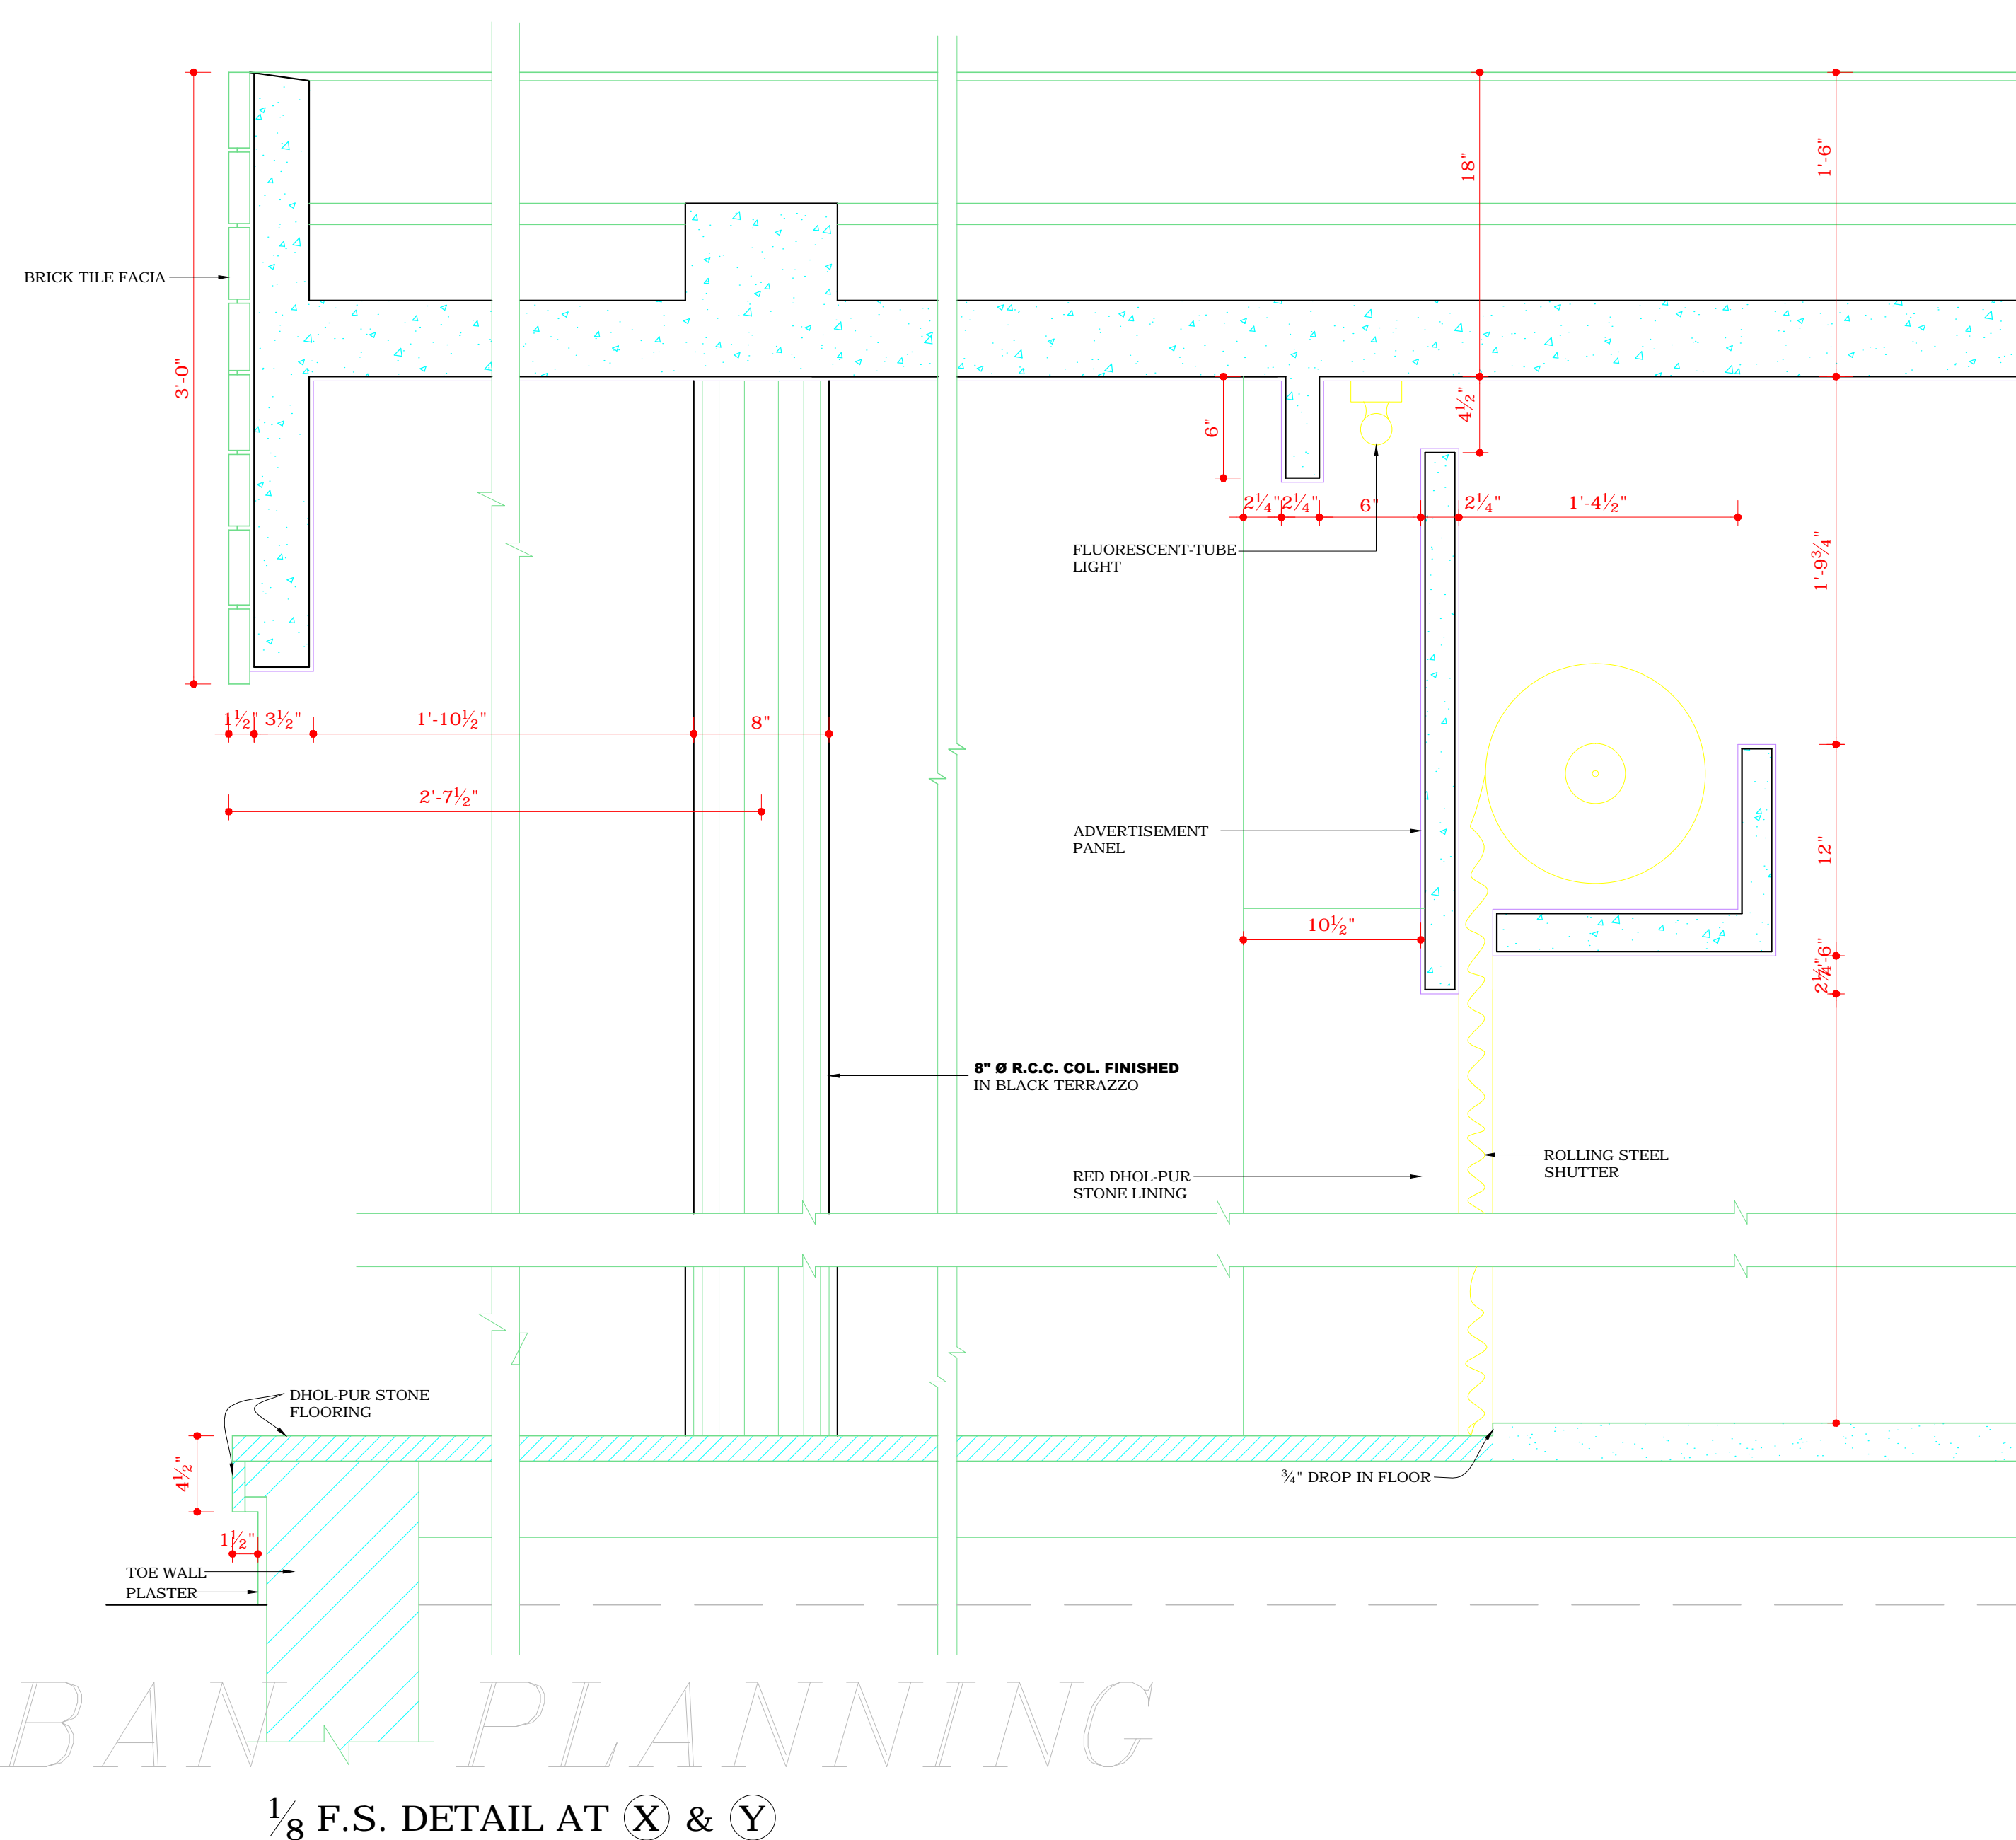 18"
1'-6"
BRICK TILE FACIA
3'-0"
4½"
6"
2¼" 2¼" 6" 2¼" 1'-4½"
FLUORESCENT-TUBE
LIGHT
1'-9¾"
1½" 3½" 1'-10½" 8"
2'-7½"
ADVERTISEMENT
PANEL
12"
10½"
2¼"
8" Ø R.C.C. COL. FINISHED
IN BLACK TERRAZZO
ROLLING STEEL
SHUTTER
RED DHOL-PUR
STONE LINING
DHOL-PUR STONE
FLOORING
4½"
¾" DROP IN FLOOR
1½"
TOE WALL
PLASTER
BAN PLANNING
⅛ F.S. DETAIL AT X & Y